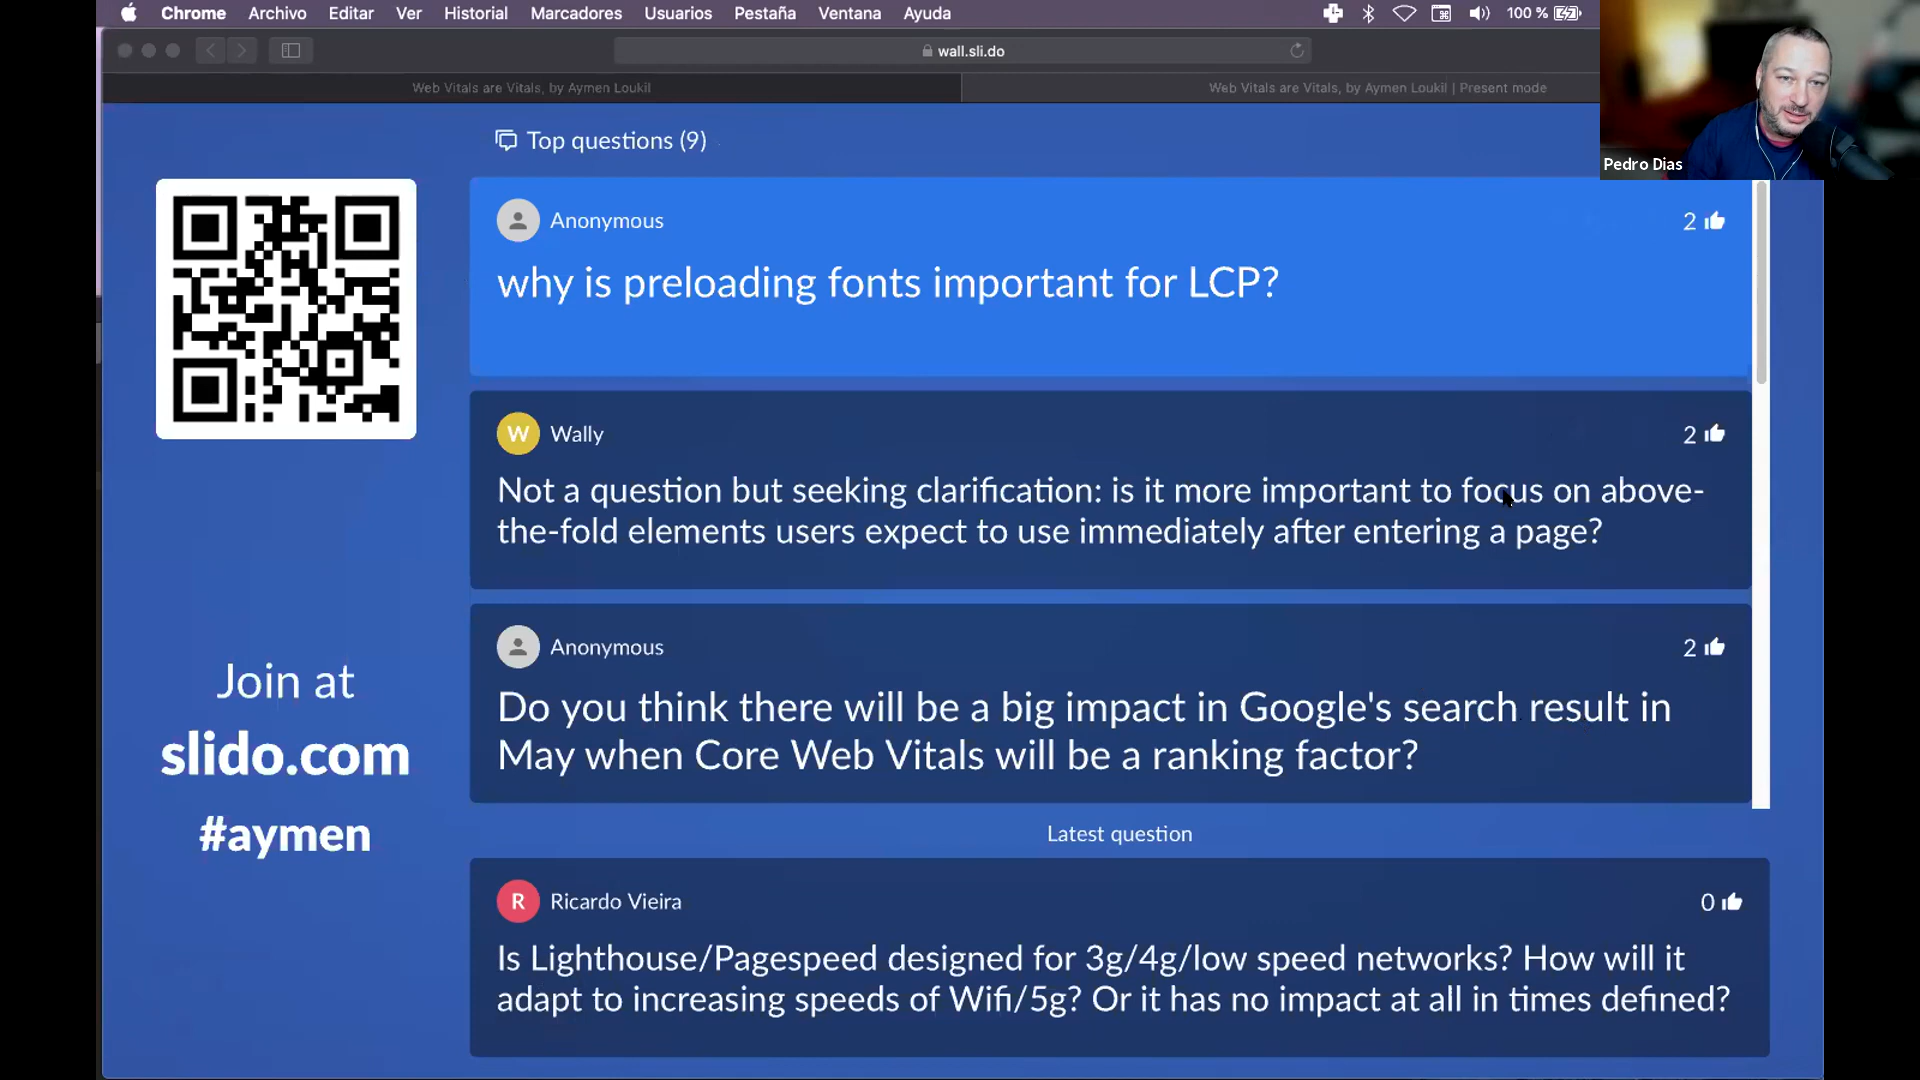 Chrome Archivo Editar Ver Historial Marcadores Usuarios Pestaña Ventana Ayuda 100 %
wall.sli.do
Web Vitals are Vitals, by Aymen Loukil
Web Vitals are Vitals, by Aymen Loukil | Present mode
Pedro Dias
Top questions (9)
Anonymous 2
why is preloading fonts important for LCP?
W Wally 2
Not a question but seeking clarification: is it more important to focus on above-
the-fold elements users expect to use immediately after entering a page?
Anonymous 2
Do you think there will be a big impact in Google's search result in
May when Core Web Vitals will be a ranking factor?
Join at
slido.com
#aymen
Latest question
R Ricardo Vieira 0
Is Lighthouse/Pagespeed designed for 3g/4g/low speed networks? How will it
adapt to increasing speeds of Wifi/5g? Or it has no impact at all in times defined?